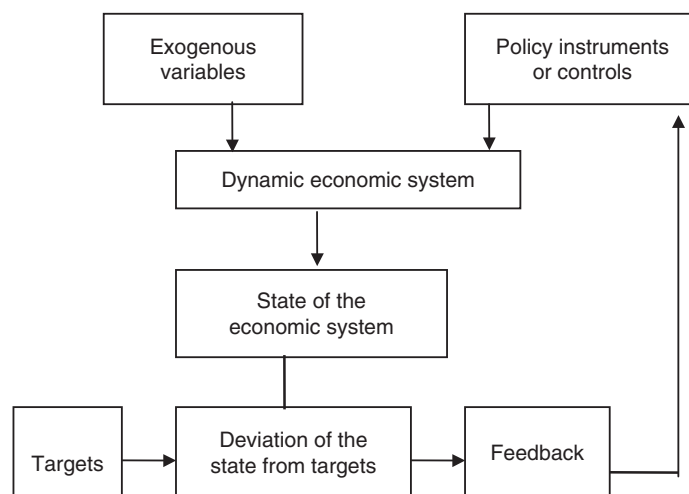 Exogenous
variables
Policy instruments
or controls
Dynamic economic system
State of the
economic system
Targets
Deviation of the
state from targets
Feedback